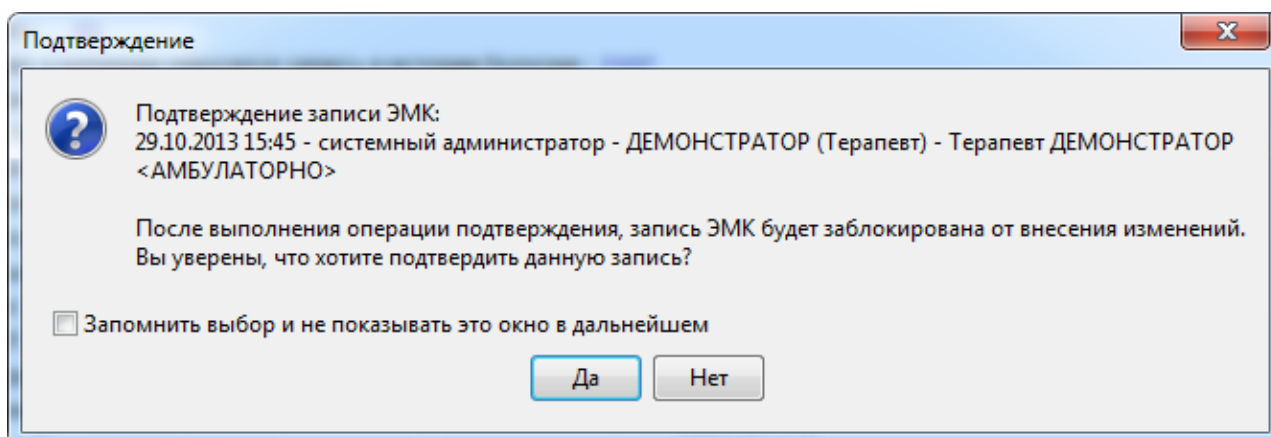 Подтверждение
Подтверждение записи ЭМК:
29.10.2013 15:45 - системный администратор - ДЕМОНСТРАТОР (Терапевт) - Терапевт ДЕМОНСТРАТОР
<АМБУЛАТОРНО>
После выполнения операции подтверждения, запись ЭМК будет заблокирована от внесения изменений.
Вы уверены, что хотите подтвердить данную запись?
Запомнить выбор и не показывать это окно в дальнейшем
Да Нет